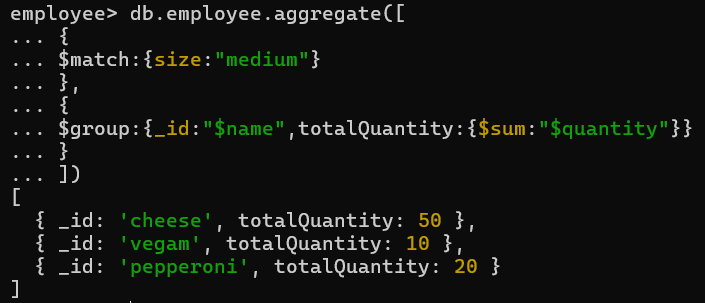 employee> db.employee.aggregate([
... {
... $match:{size:"medium"}
... },
... {
... $group:{_id:"$name",totalQuantity:{$sum:"$quantity"}}
... }
... ])
[
  { _id: 'cheese', totalQuantity: 50 },
  { _id: 'vegam', totalQuantity: 10 },
  { _id: 'pepperoni', totalQuantity: 20 }
]